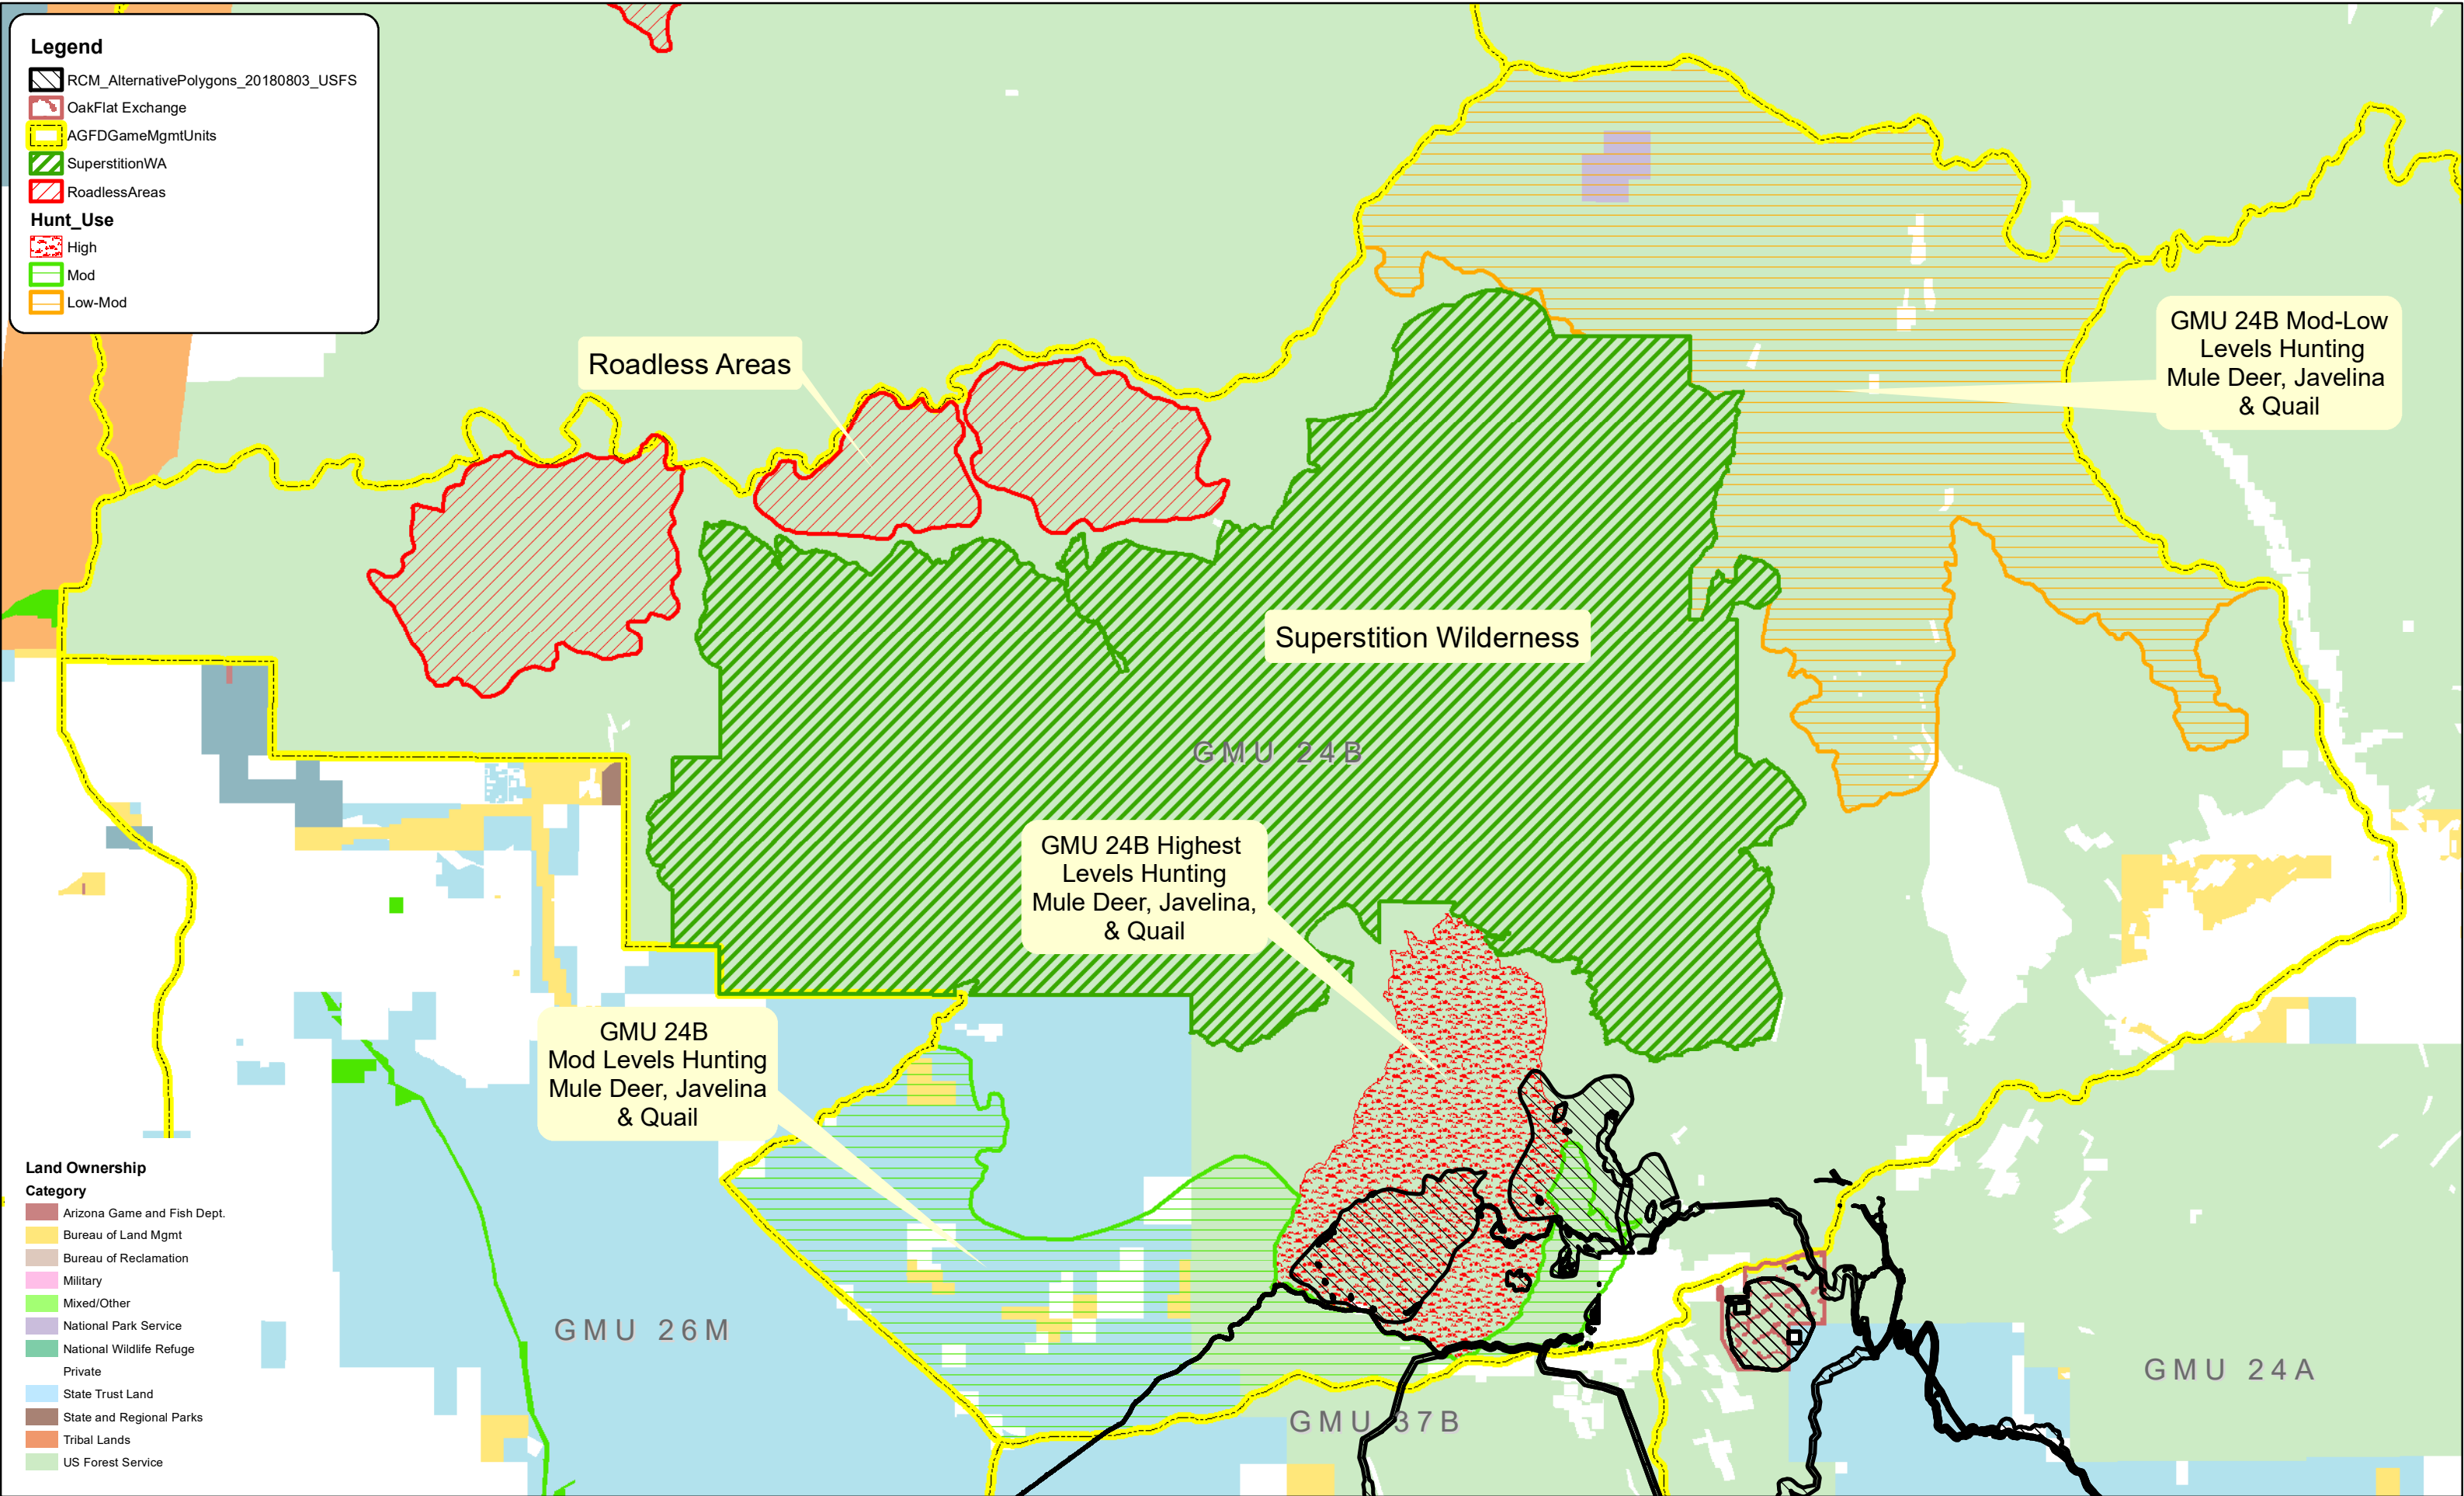 Legend
RCM_AlternativePolygons_20180803_USFS
OakFlat Exchange
AGFDGameMgmtUnits
SuperstitionWA
RoadlessAreas
Hunt_Use
High
Mod
Low-Mod
Roadless Areas
GMU 24B Mod-Low
Levels Hunting
Mule Deer, Javelina
& Quail
Superstition Wilderness
GMU 24B
GMU 24B Highest
Levels Hunting
Mule Deer, Javelina,
& Quail
GMU 24B
Mod Levels Hunting
Mule Deer, Javelina
& Quail
GMU 26M
GMU 37B
GMU 24A
Land Ownership
Category
Arizona Game and Fish Dept.
Bureau of Land Mgmt
Bureau of Reclamation
Military
Mixed/Other
National Park Service
National Wildlife Refuge
Private
State Trust Land
State and Regional Parks
Tribal Lands
US Forest Service